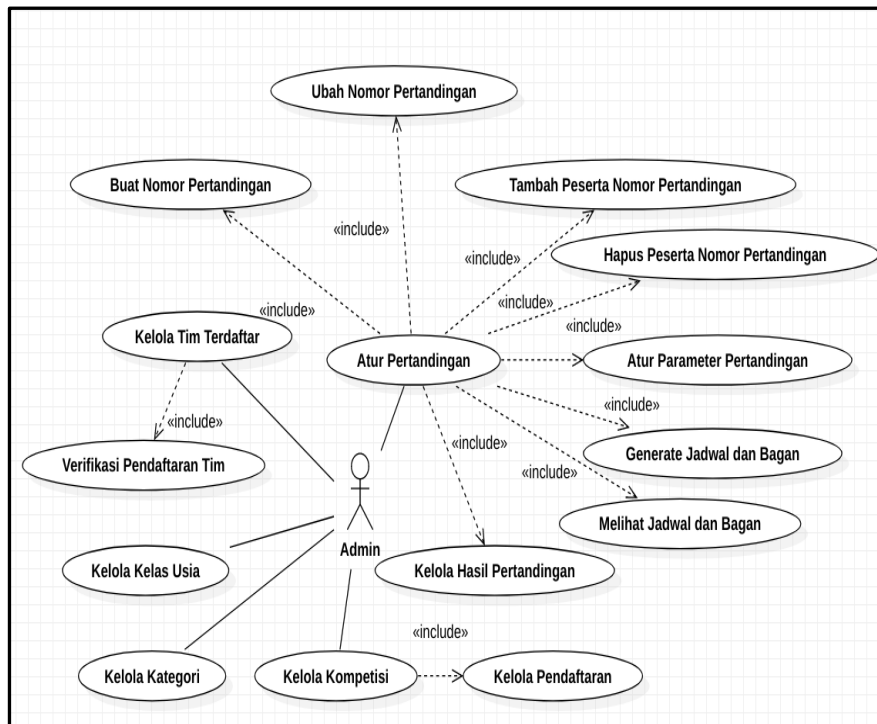 Ubah Nomor Pertandingan
Buat Nomor Pertandingan
Tambah Peserta Nomor Pertandingan
«include»
Hapus Peserta Nomor Pertandingan
«include»
«include»
«include»
«include»
Kelola Tim Terdaftar
Atur Pertandingan
Atur Parameter Pertandingan
«include»
«include»
«include»
Generate Jadwal dan Bagan
Verifikasi Pendaftaran Tim
«include»
Melihat Jadwal dan Bagan
Admin
Kelola Kelas Usia
Kelola Hasil Pertandingan
«include»
Kelola Kategori
Kelola Kompetisi
Kelola Pendaftaran